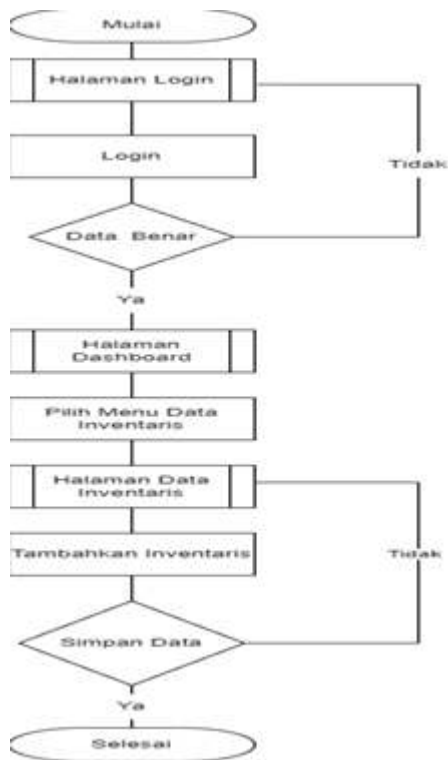 Mulai
Halaman Login
Login
Tidak
Data Benar
Ya
Halaman
Dashboard
Pilih Menu Data
Inventaris
Halaman Data
Inventaris
Tambahkan Inventaris
Tidak
Simpan Data
Ya
Selesai